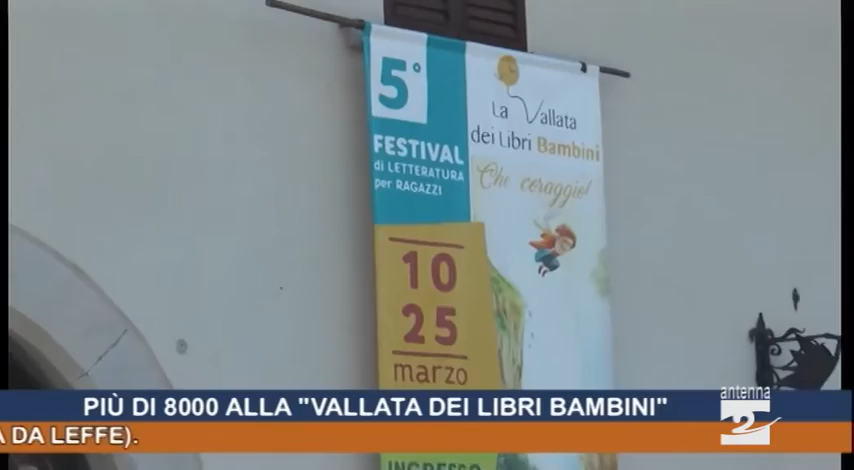 5°
FESTIVAL
di LETTERATURA
per RAGAZZI
La Vallata
dei Libri Bambini
Che coraggio!
10
25
marzo
INGRESSO
PIÙ DI 8000 ALLA "VALLATA DEI LIBRI BAMBINI"
A DA LEFFE).
antenna
2